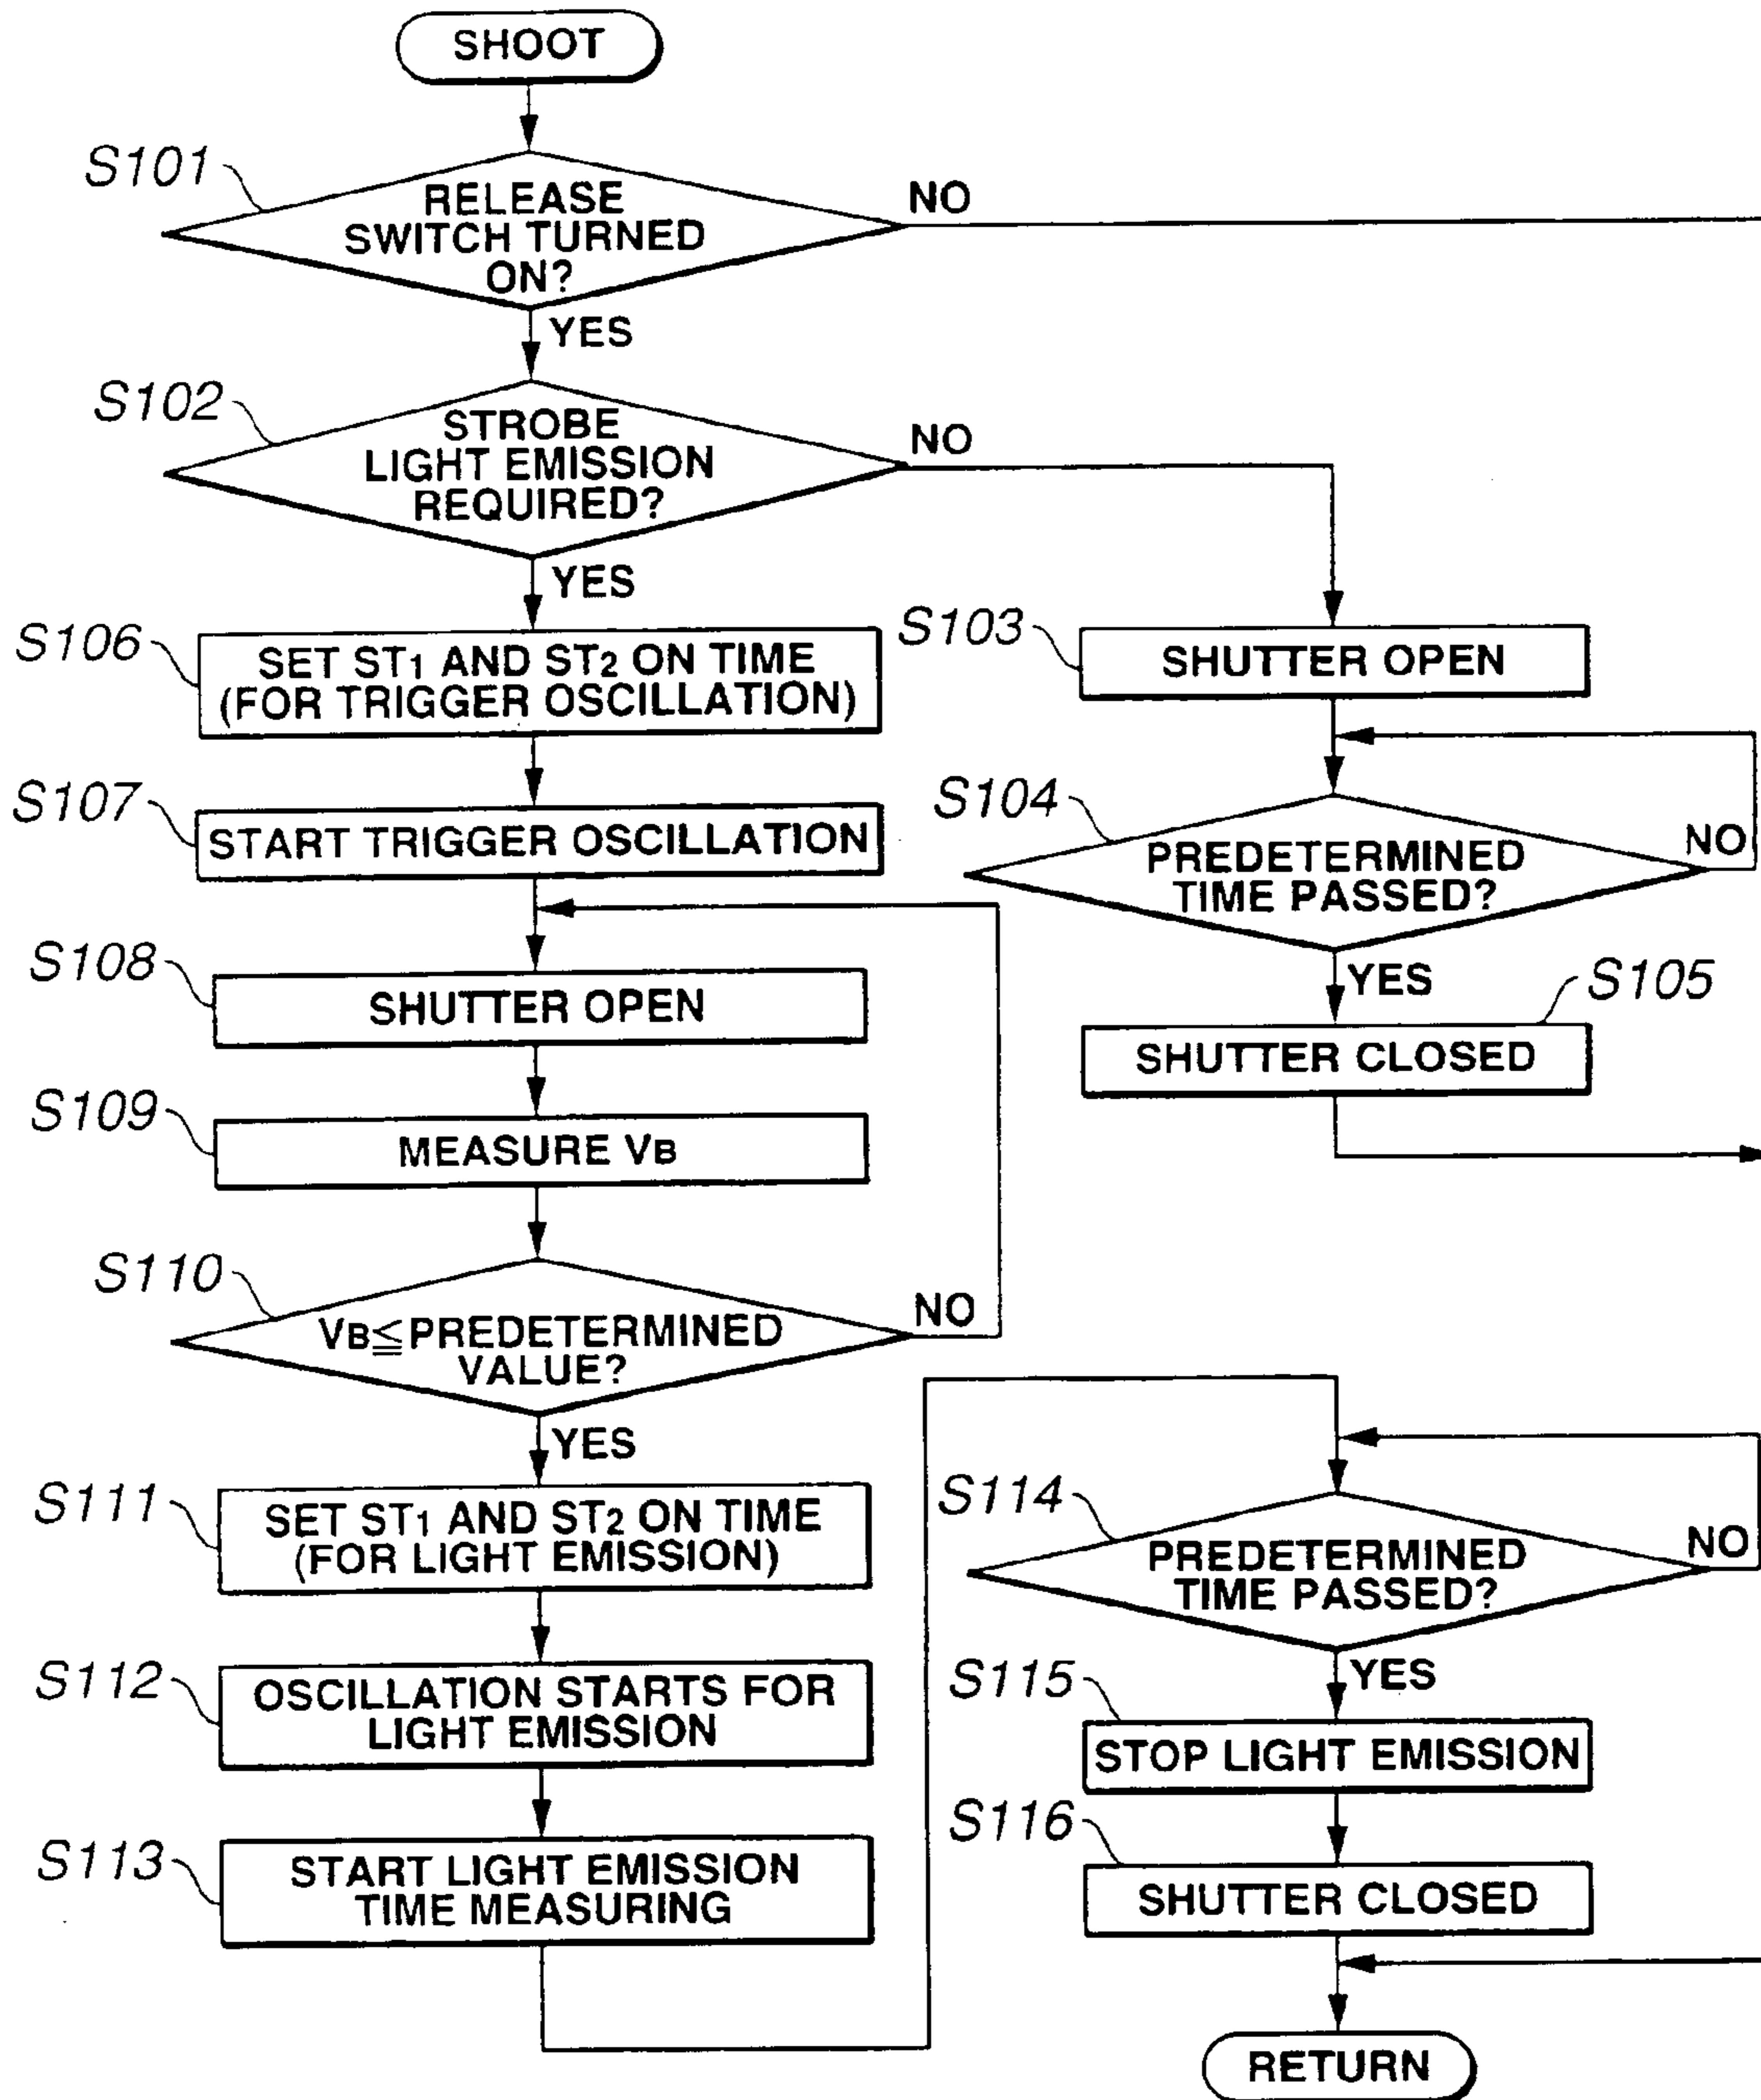 SHOOT
S101
RELEASE
SWITCH TURNED
ON?
NO
YES
S102
STROBE
LIGHT EMISSION
REQUIRED?
NO
YES
S106
SET ST1 AND ST2 ON TIME
(FOR TRIGGER OSCILLATION)
S107
START TRIGGER OSCILLATION
S108
SHUTTER OPEN
S109
MEASURE VB
S110
VB≦PREDETERMINED
VALUE?
NO
YES
S111
SET ST1 AND ST2 ON TIME
(FOR LIGHT EMISSION)
S112
OSCILLATION STARTS FOR
LIGHT EMISSION
S113
START LIGHT EMISSION
TIME MEASURING
S103
SHUTTER OPEN
S104
PREDETERMINED
TIME PASSED?
NO
YES
S105
SHUTTER CLOSED
S114
PREDETERMINED
TIME PASSED?
NO
YES
S115
STOP LIGHT EMISSION
S116
SHUTTER CLOSED
RETURN